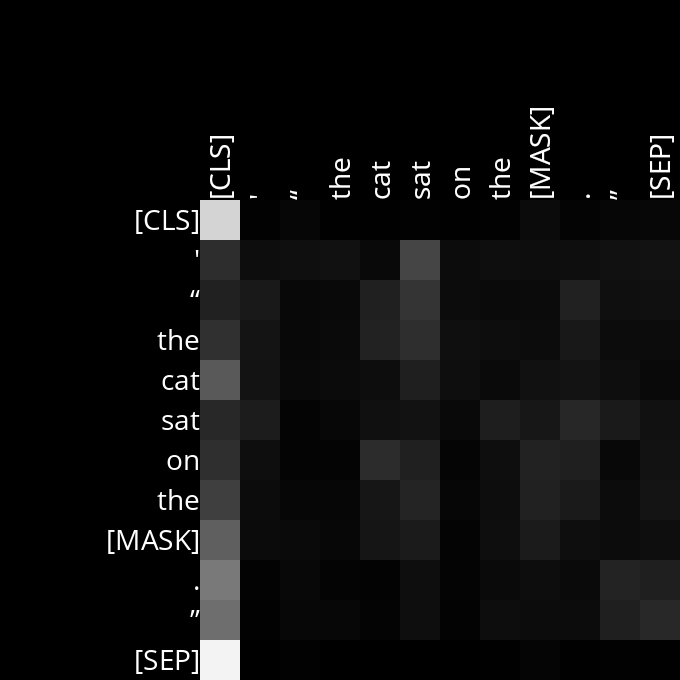 [CLS] ' “ the cat sat on the [MASK] . ” [SEP]
[CLS]
'
“
the
cat
sat
on
the
[MASK]
.
”
[SEP]